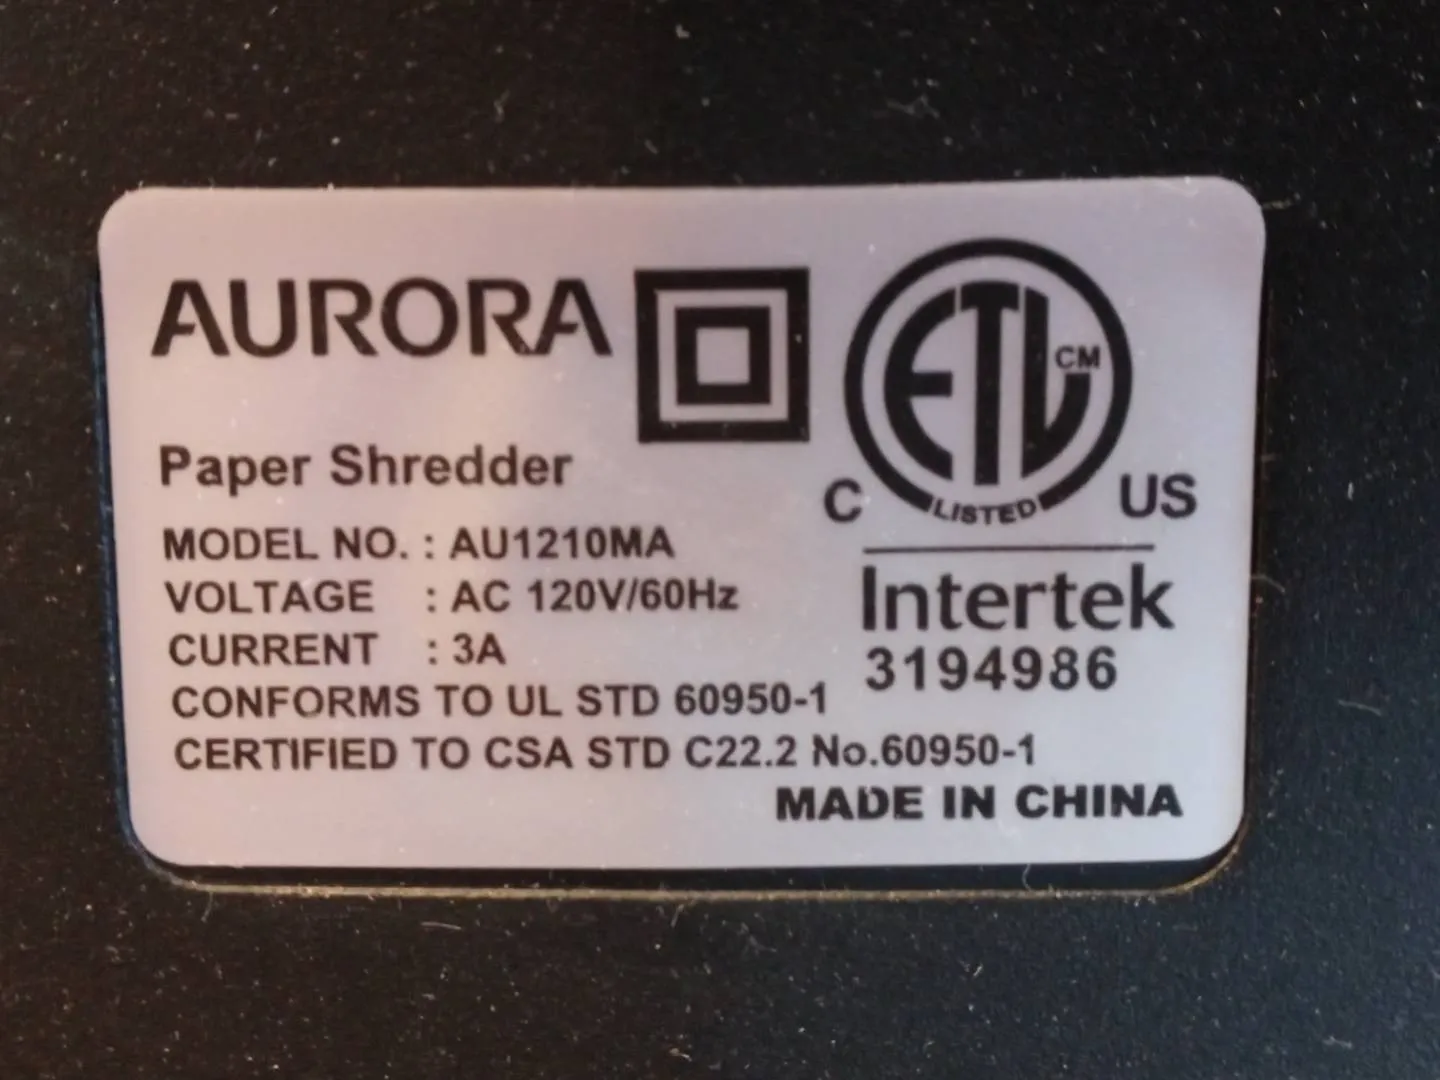 AURORA
Paper Shredder
MODEL NO. : AU1210MA
VOLTAGE : AC 120V/60Hz
CURRENT : 3A
CONFORMS TO UL STD 60950-1
CERTIFIED TO CSA STD C22.2 No.60950-1
ETL CM
LISTED
C US
Intertek
3194986
MADE IN CHINA